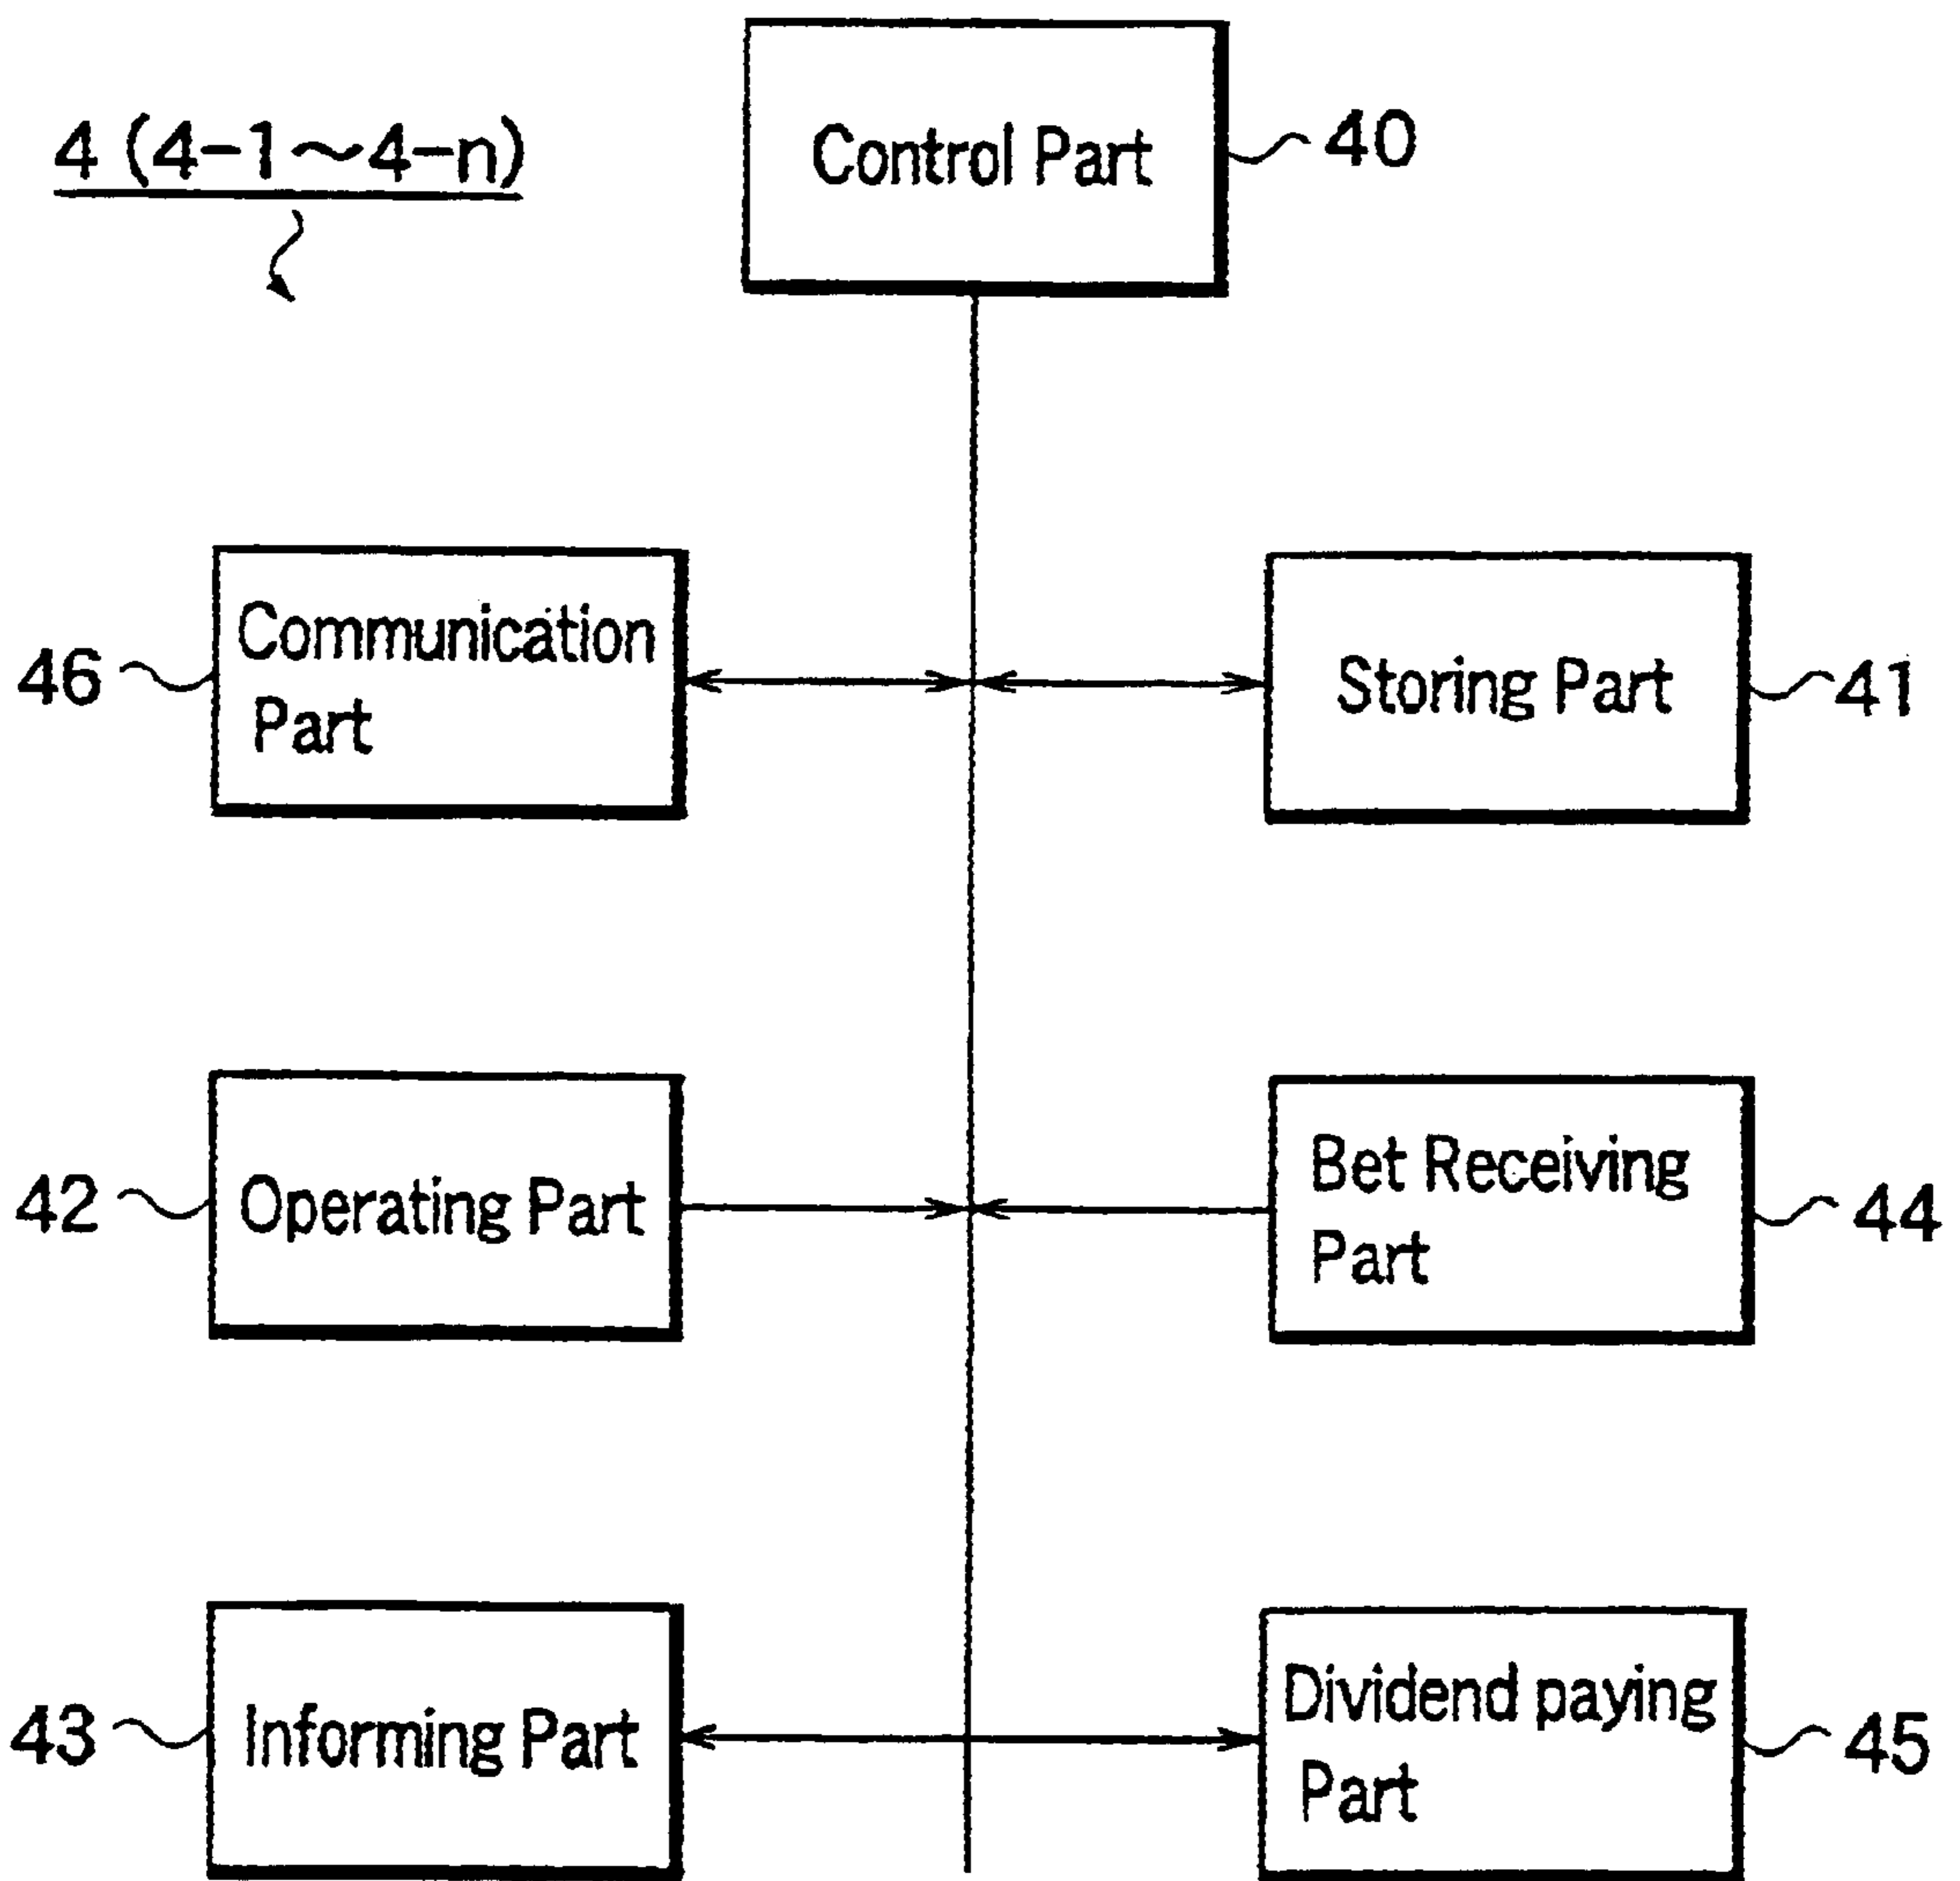 4 (4-1～4-n)
Control Part
40
46
Communication
Part
Storing Part
41
42
Operating Part
Bet Receiving
Part
44
43
Informing Part
Dividend paying
Part
45